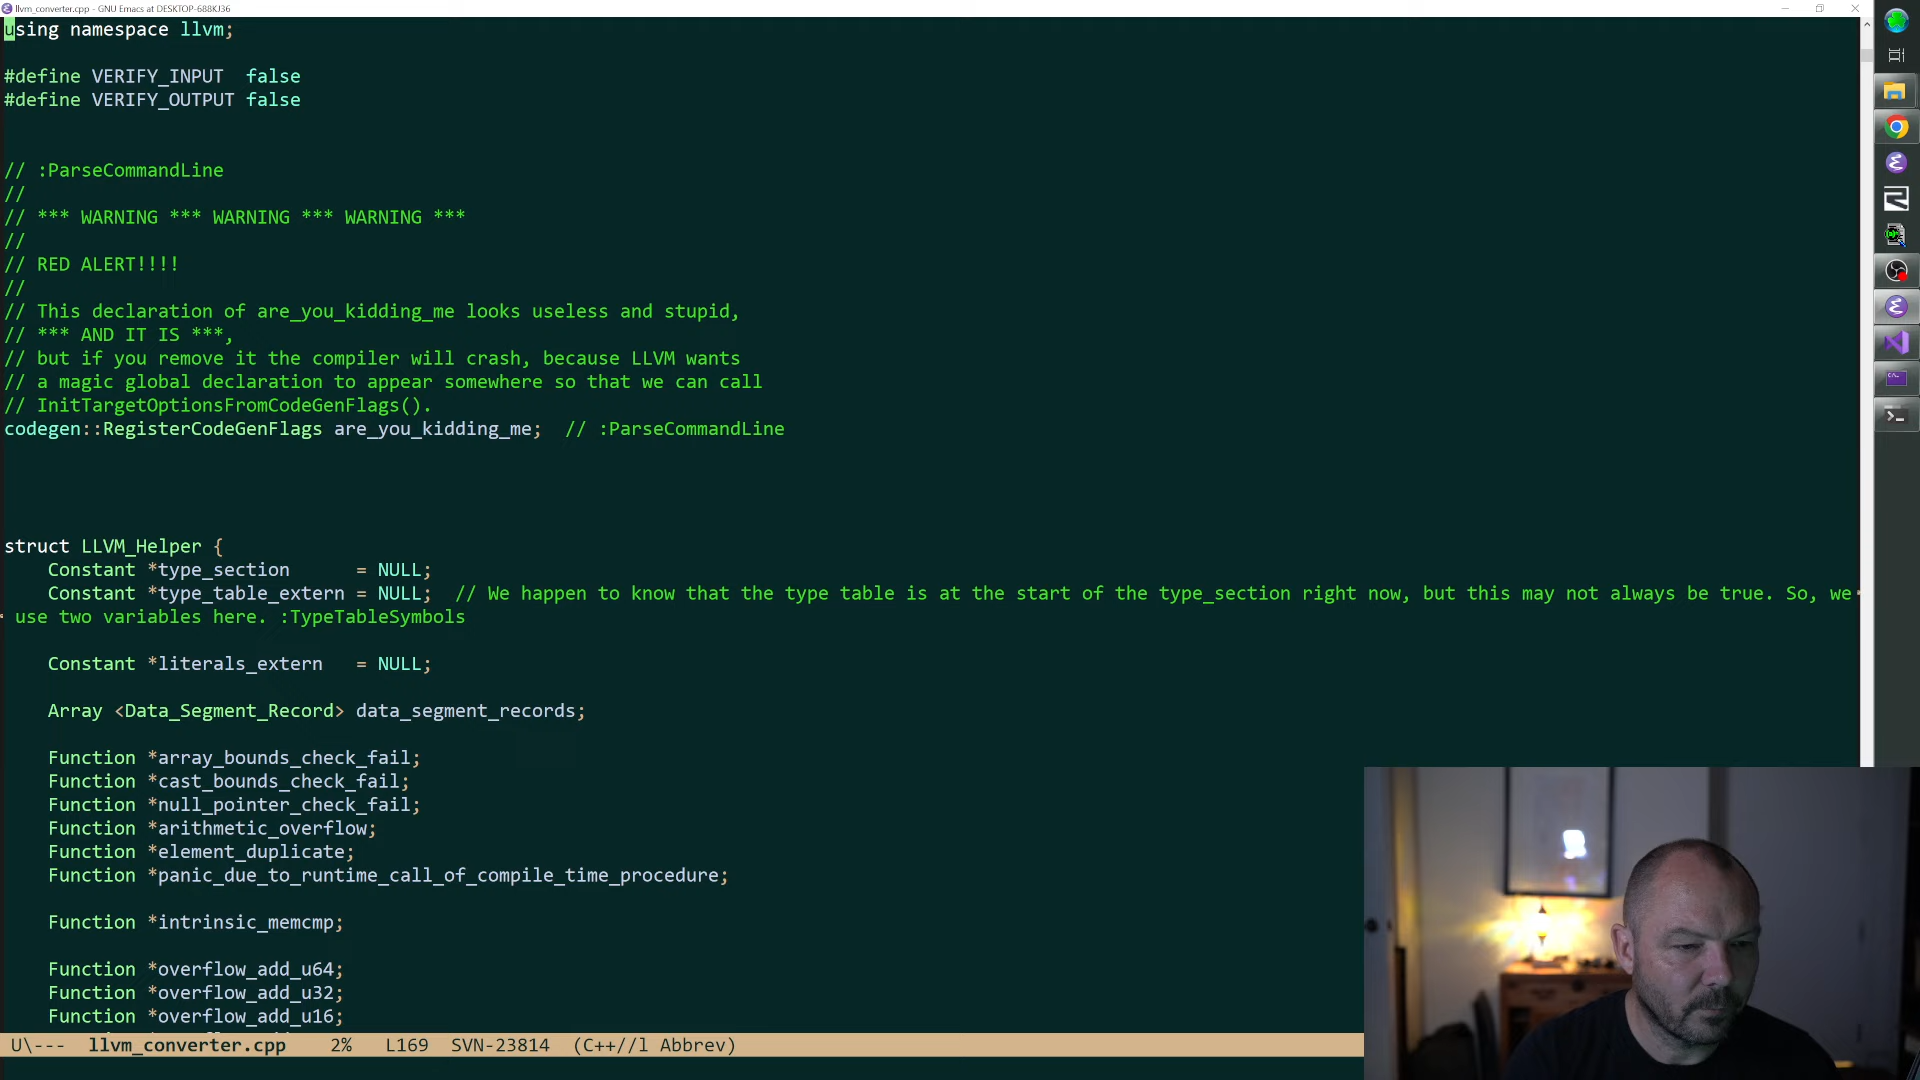 llvm_converter.cpp - GNU Emacs at DESKTOP-688KJ36
using namespace llvm;
#define VERIFY_INPUT  false
#define VERIFY_OUTPUT false
// :ParseCommandLine
//
// *** WARNING *** WARNING *** WARNING ***
//
// RED ALERT!!!!
//
// This declaration of are_you_kidding_me looks useless and stupid,
// *** AND IT IS ***,
// but if you remove it the compiler will crash, because LLVM wants
// a magic global declaration to appear somewhere so that we can call
// InitTargetOptionsFromCodeGenFlags().
codegen::RegisterCodeGenFlags are_you_kidding_me;  // :ParseCommandLine
struct LLVM_Helper {
    Constant *type_section      = NULL;
    Constant *type_table_extern = NULL;  // We happen to know that the type table is at the start of the type_section right now, but this may not always be true. So, we
use two variables here. :TypeTableSymbols
    Constant *literals_extern   = NULL;
    Array <Data_Segment_Record> data_segment_records;
    Function *array_bounds_check_fail;
    Function *cast_bounds_check_fail;
    Function *null_pointer_check_fail;
    Function *arithmetic_overflow;
    Function *element_duplicate;
    Function *panic_due_to_runtime_call_of_compile_time_procedure;
    Function *intrinsic_memcmp;
    Function *overflow_add_u64;
    Function *overflow_add_u32;
    Function *overflow_add_u16;
U\---  llvm_converter.cpp    2%   L169  SVN-23814  (C++//l Abbrev)